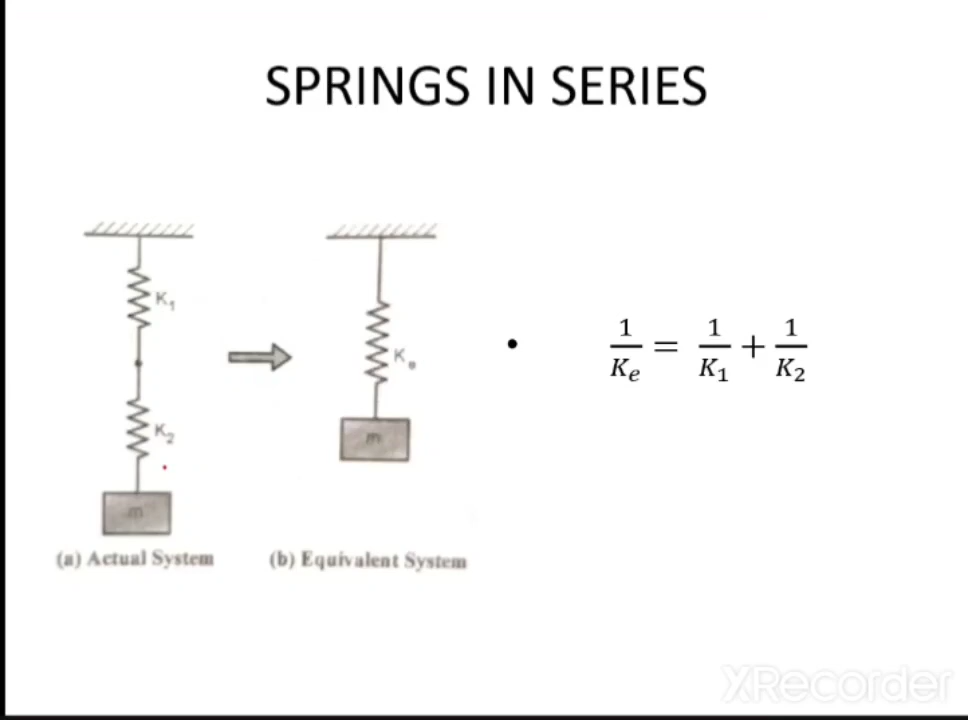 SPRINGS IN SERIES
K₁
K₂
m
Kₑ
m
(a) Actual System
(b) Equivalent System
• 1/Kₑ = 1/K₁ + 1/K₂
XRecorder